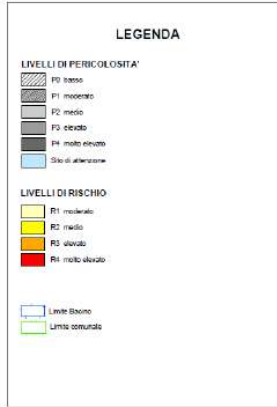 LEGENDA
LIVELLI DI PERICOLOSITA'
P0 basso
P1 moderato
P2 medio
P3 elevato
P4 molto elevato
Sito di attenzione
LIVELLI DI RISCHIO
R1 moderato
R2 medio
R3 elevato
R4 molto elevato
Limite Bacino
Limite comunale